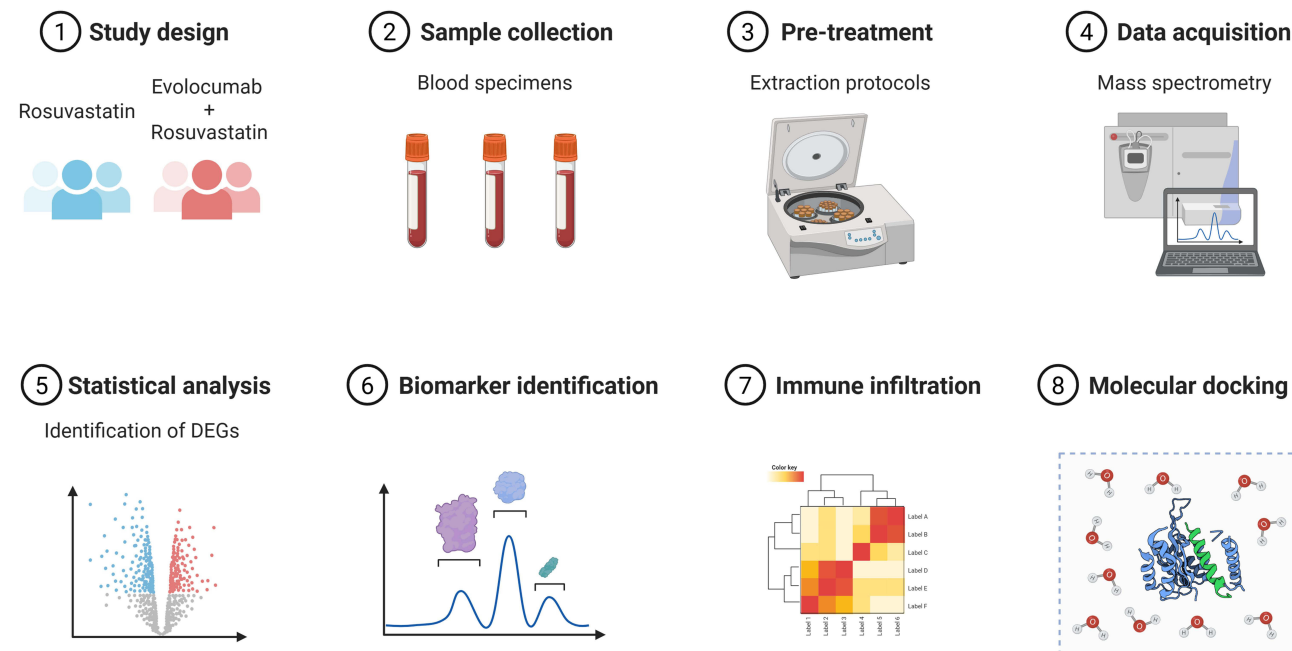 1 Study design
Rosuvastatin
Evolocumab
+
Rosuvastatin
2 Sample collection
Blood specimens
3 Pre-treatment
Extraction protocols
4 Data acquisition
Mass spectrometry
5 Statistical analysis
Identification of DEGs
6 Biomarker identification
7 Immune infiltration
Color key
Label A
Label B
Label C
Label D
Label E
Label F
Label 1
Label 2
Label 3
Label 4
Label 5
Label 6
8 Molecular docking
H O H
O
H H
O H
H
H
O
H
O H
H
O H
H
O
H H
H O H
O
H H
H O
H